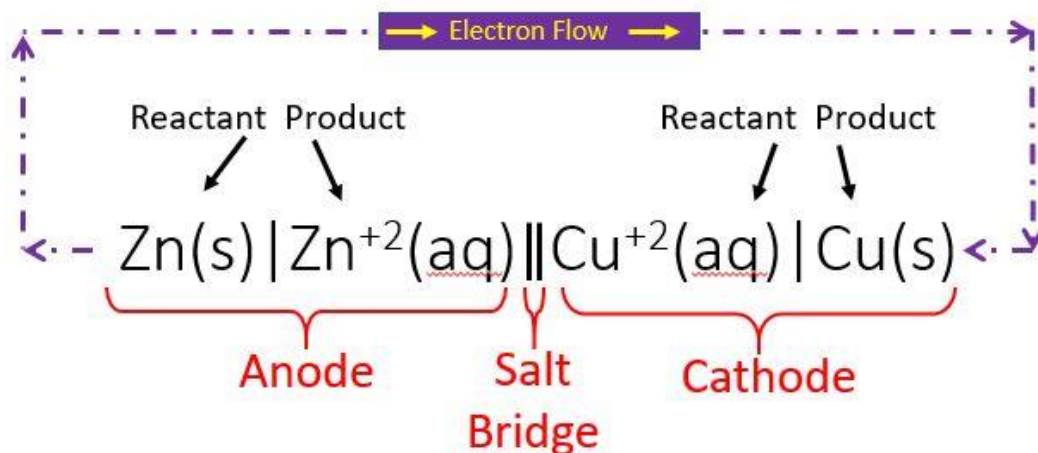 Electron Flow
Reactant Product
Reactant Product
Zn(s)|Zn⁺²(aq)||Cu⁺²(aq)|Cu(s)
Anode
Salt
Bridge
Cathode